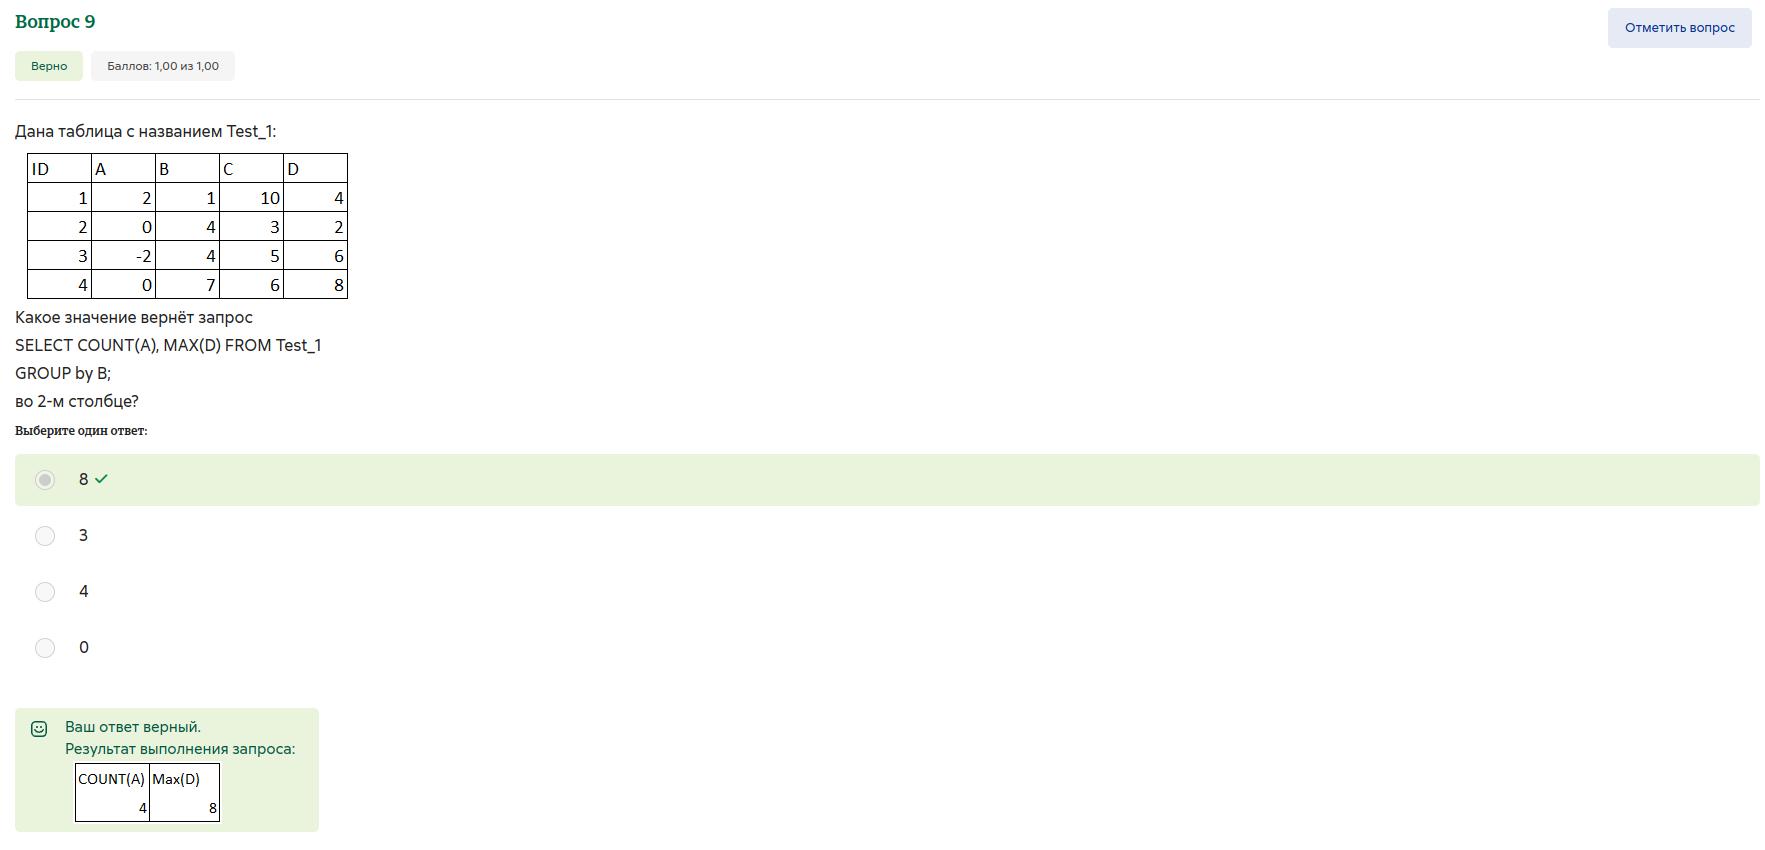 Вопрос 9
Отметить вопрос
Верно
Баллов: 1,00 из 1,00
Дана таблица с названием Test_1:
ID A B C D
1 2 1 10 4
2 0 4 3 2
3 -2 4 5 6
4 0 7 6 8
Какое значение вернёт запрос
SELECT COUNT(A), MAX(D) FROM Test_1
GROUP by B;
во 2-м столбце?
Выберите один ответ:
8
3
4
0
Ваш ответ верный.
Результат выполнения запроса:
COUNT(A) Max(D)
4 8